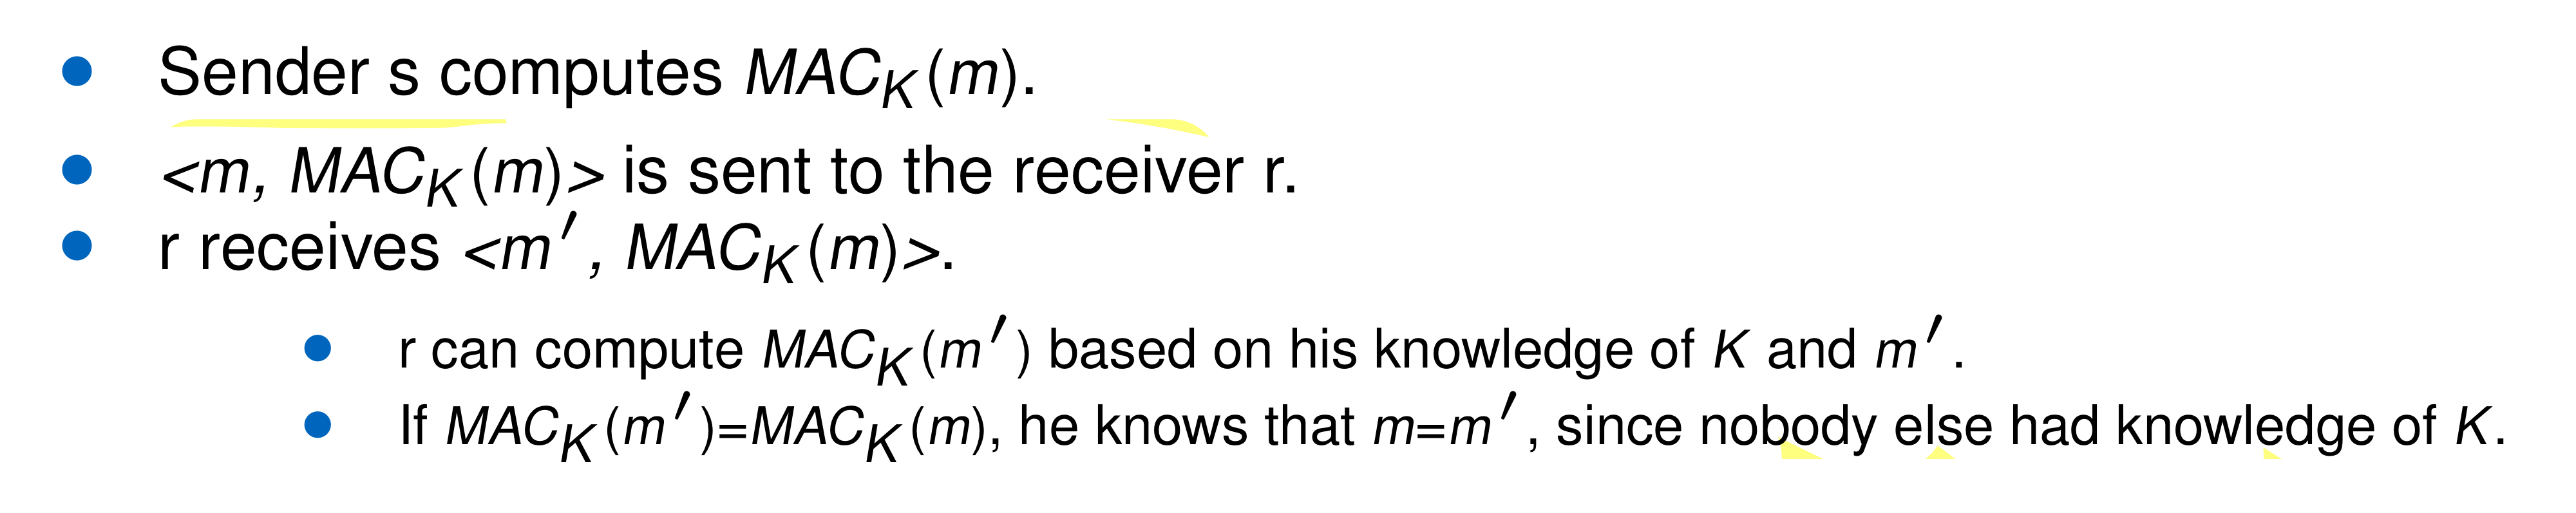 • Sender s computes MAC_K(m).
• <m, MAC_K(m)> is sent to the receiver r.
• r receives <m′, MAC_K(m)>.
• r can compute MAC_K(m′) based on his knowledge of K and m′.
• If MAC_K(m′)=MAC_K(m), he knows that m=m′, since nobody else had knowledge of K.